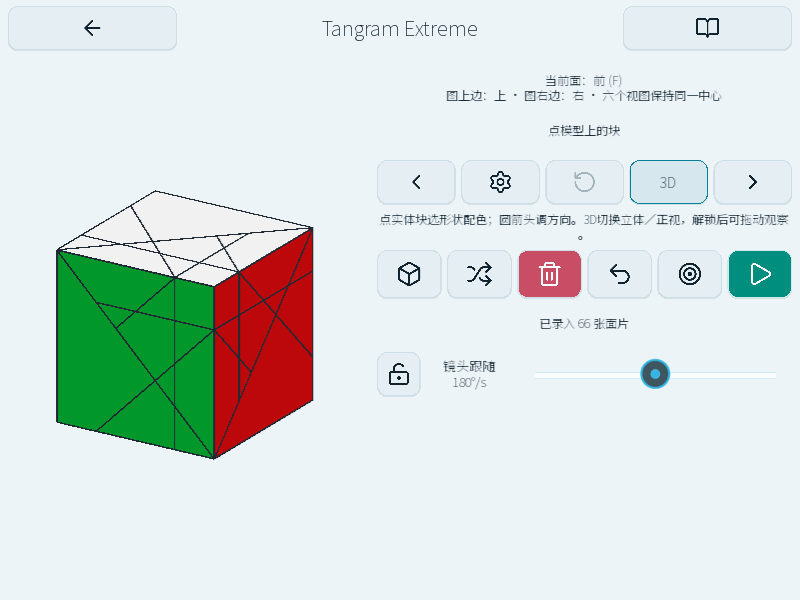 Tangram Extreme
当前面：前 (F)
图上边：上 · 图右边：右 · 六个视图保持同一中心
点模型上的块
3D
点实体块选形状配色；圆箭头调方向。3D切换立体／正视，解锁后可拖动观察
。
已录入 66 张面片
镜头跟随
180°/s